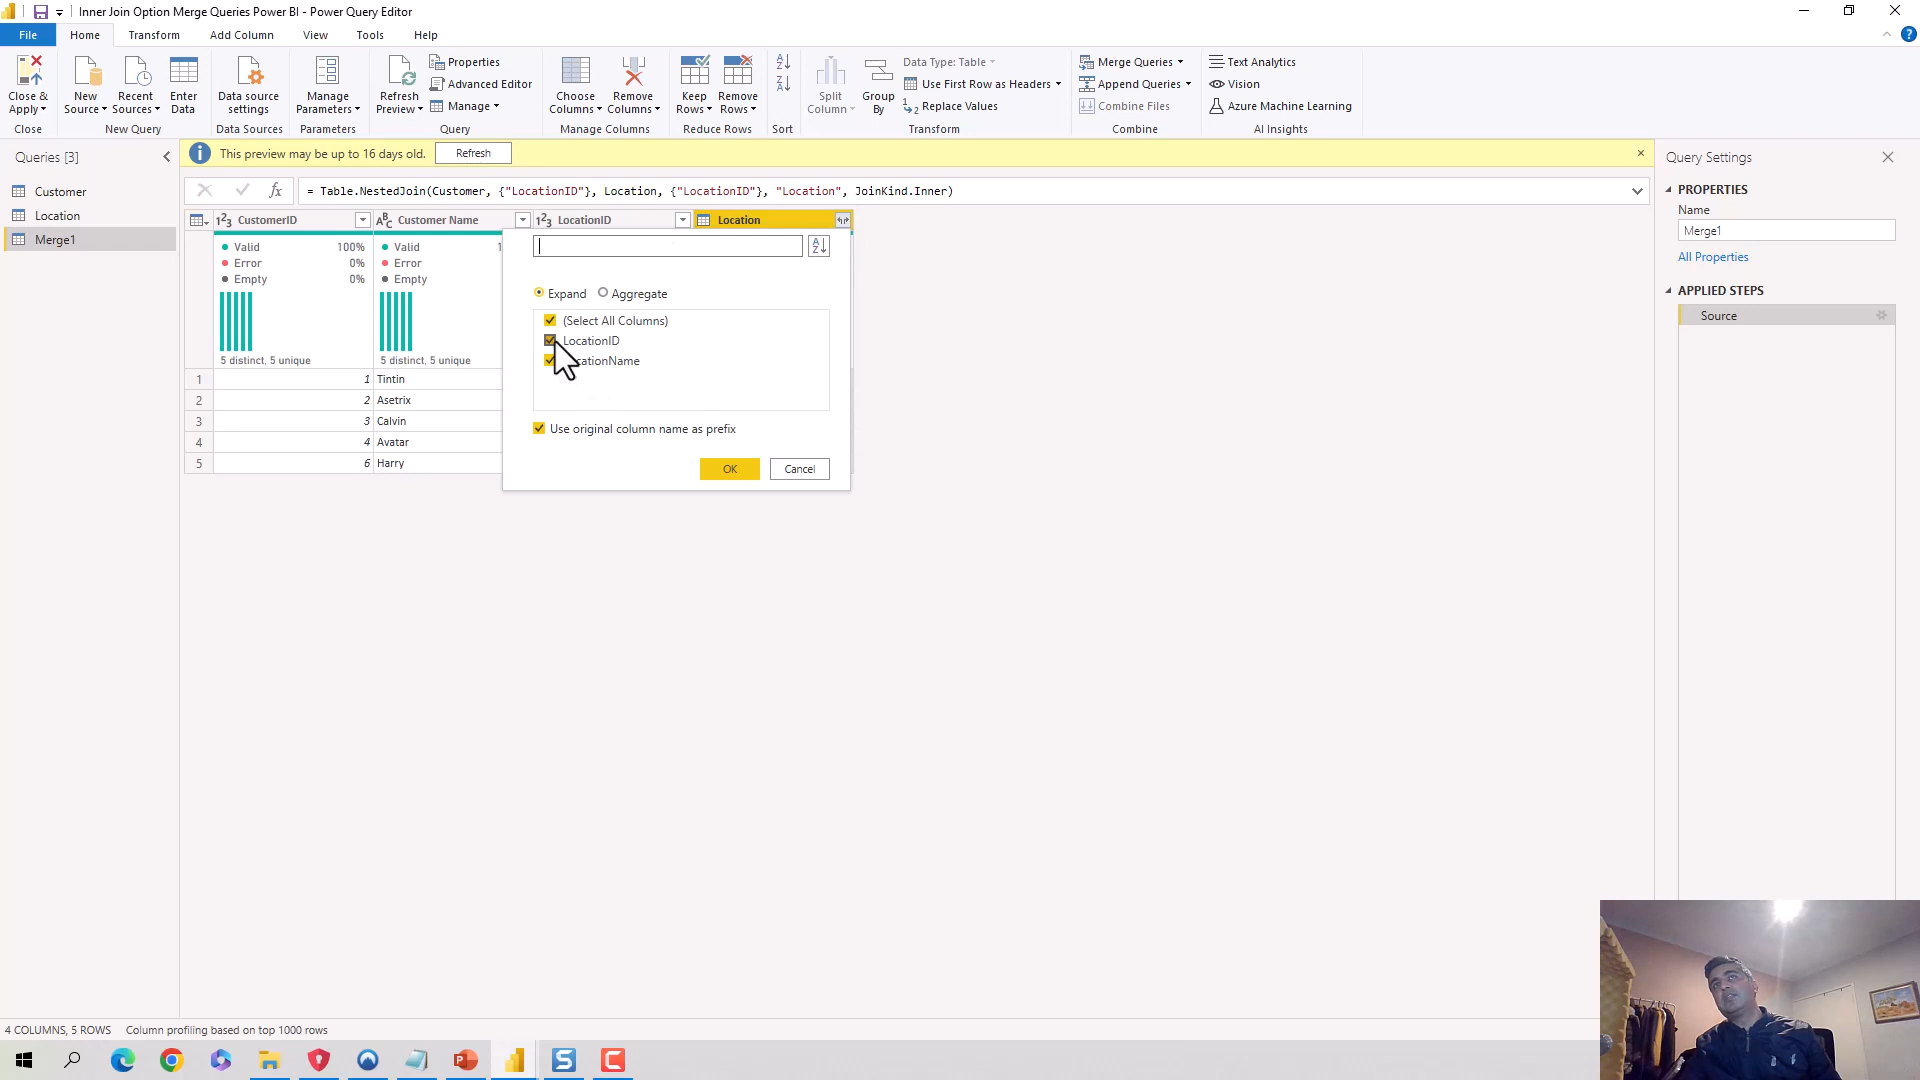 Inner Join Option Merge Queries Power BI - Power Query Editor
File
Home
Transform
Add Column
View
Tools
Help
Close &
Apply
New
Source
Recent
Sources
Enter
Data
Data source
settings
Manage
Parameters
Refresh
Preview
Properties
Advanced Editor
Manage
Choose
Columns
Remove
Columns
Keep
Rows
Remove
Rows
Split
Column
Group
By
Data Type: Table
Use First Row as Headers
Replace Values
Merge Queries
Append Queries
Combine Files
Text Analytics
Vision
Azure Machine Learning
Close
New Query
Data Sources
Parameters
Query
Manage Columns
Reduce Rows
Sort
Transform
Combine
AI Insights
Queries [3]
Customer
Location
Merge1
This preview may be up to 16 days old.
Refresh
= Table.NestedJoin(Customer, {"LocationID"}, Location, {"LocationID"}, "Location", JoinKind.Inner)
CustomerID
Customer Name
LocationID
Location
Valid 100%
Error 0%
Empty 0%
5 distinct, 5 unique
Valid 1
Error
Empty
5 distinct, 5 unique
1 1 Tintin
2 2 Asetrix
3 3 Calvin
4 4 Avatar
5 6 Harry
Expand
Aggregate
(Select All Columns)
LocationID
cationName
Use original column name as prefix
OK
Cancel
Query Settings
PROPERTIES
Name
Merge1
All Properties
APPLIED STEPS
Source
4 COLUMNS, 5 ROWS
Column profiling based on top 1000 rows